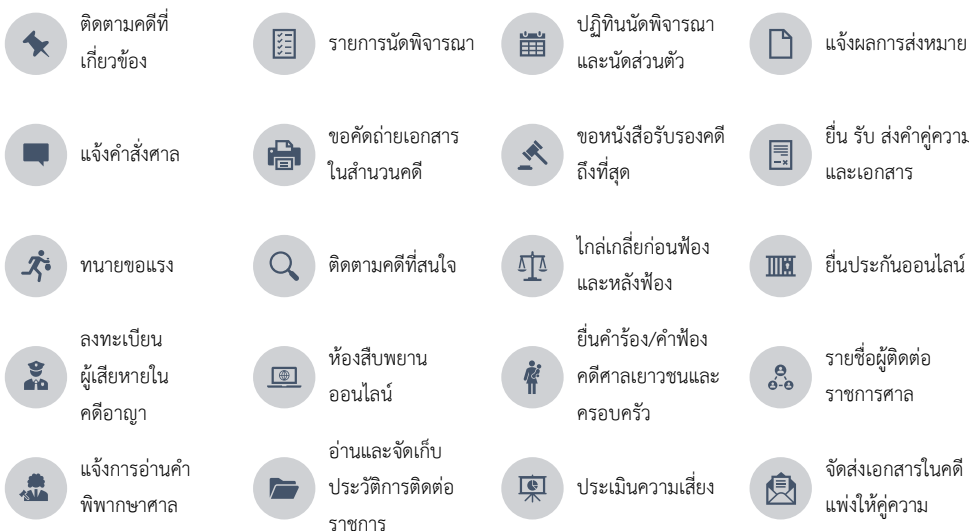 ติดตามคดีที่
เกี่ยวข้อง
รายการนัดพิจารณา
ปฏิทินนัดพิจารณา
และนัดส่วนตัว
แจ้งผลการส่งหมาย
แจ้งคำสั่งศาล
ขอคัดถ่ายเอกสาร
ในสำนวนคดี
ขอหนังสือรับรองคดี
ถึงที่สุด
ยื่น รับ ส่งคำคู่ความ
และเอกสาร
ทนายขอแรง
ติดตามคดีที่สนใจ
ไกล่เกลี่ยก่อนฟ้อง
และหลังฟ้อง
ยื่นประกันออนไลน์
ลงทะเบียน
ผู้เสียหายใน
คดีอาญา
ห้องสืบพยาน
ออนไลน์
ยื่นคำร้อง/คำฟ้อง
คดีศาลเยาวชนและ
ครอบครัว
รายชื่อผู้ติดต่อ
ราชการศาล
แจ้งการอ่านคำ
พิพากษาศาล
อ่านและจัดเก็บ
ประวัติการติดต่อ
ราชการ
ประเมินความเสี่ยง
จัดส่งเอกสารในคดี
แพ่งให้คู่ความ